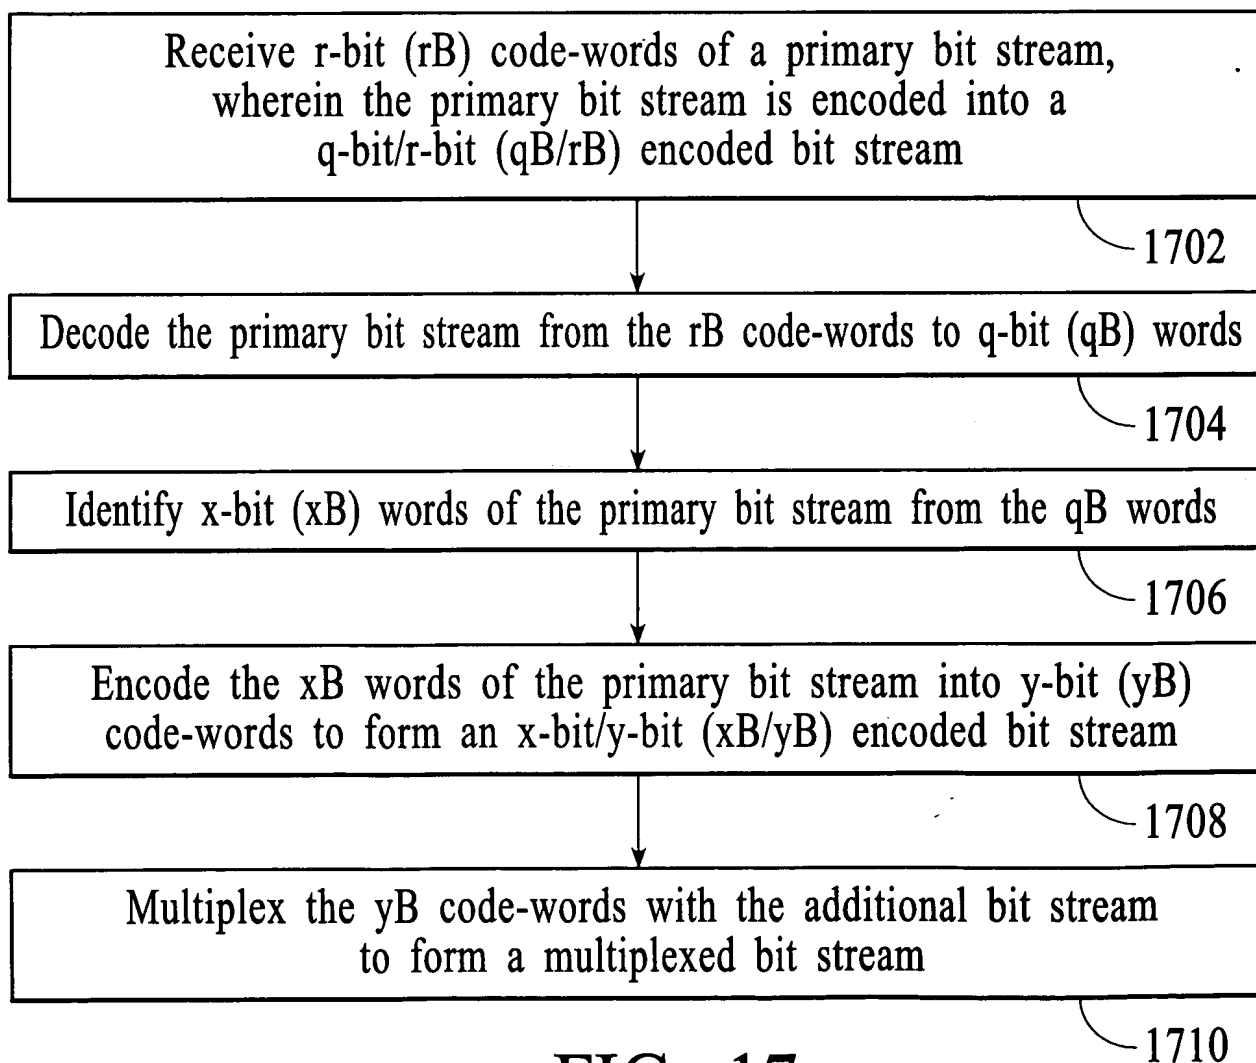 Receive r-bit (rB) code-words of a primary bit stream,
wherein the primary bit stream is encoded into a
q-bit/r-bit (qB/rB) encoded bit stream
1702
Decode the primary bit stream from the rB code-words to q-bit (qB) words
1704
Identify x-bit (xB) words of the primary bit stream from the qB words
1706
Encode the xB words of the primary bit stream into y-bit (yB)
code-words to form an x-bit/y-bit (xB/yB) encoded bit stream
1708
Multiplex the yB code-words with the additional bit stream
to form a multiplexed bit stream
1710
FIG. 17